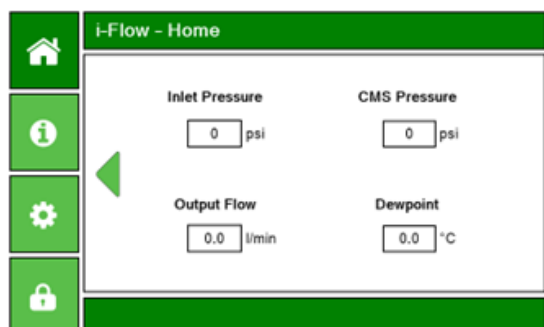 i-Flow - Home
Inlet Pressure CMS Pressure
0 psi 0 psi
Output Flow Dewpoint
0.0 l/min 0.0 °C